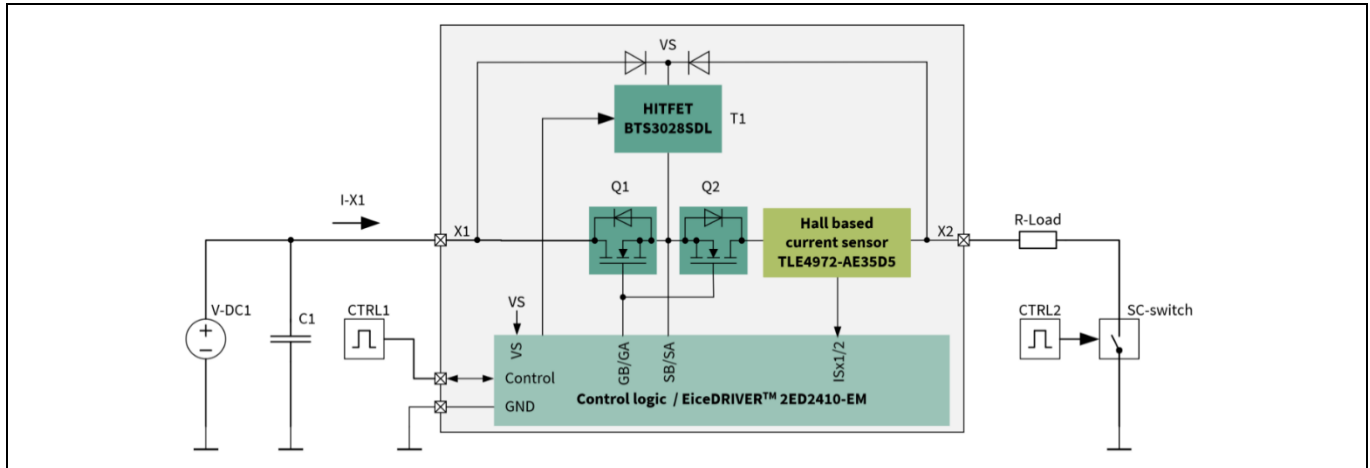 VS
HITFET
BTS3028SDL
T1
Q1
Q2
I-X1
Hall based
current sensor
TLE4972-AE35D5
R-Load
X1
X2
V-DC1
C1
CTRL1
VS
CTRL2
SC-switch
VS
GB/GA
SB/SA
ISx1/2
Control
GND
Control logic / EiceDRIVER™ 2ED2410-EM